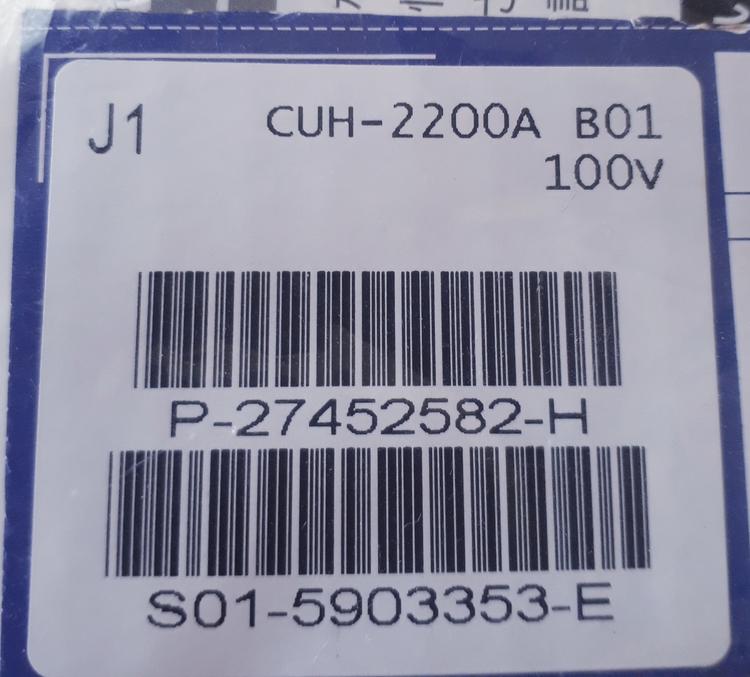 J1 CUH-2200A B01
100V
P-27452582-H
S01-5903353-E